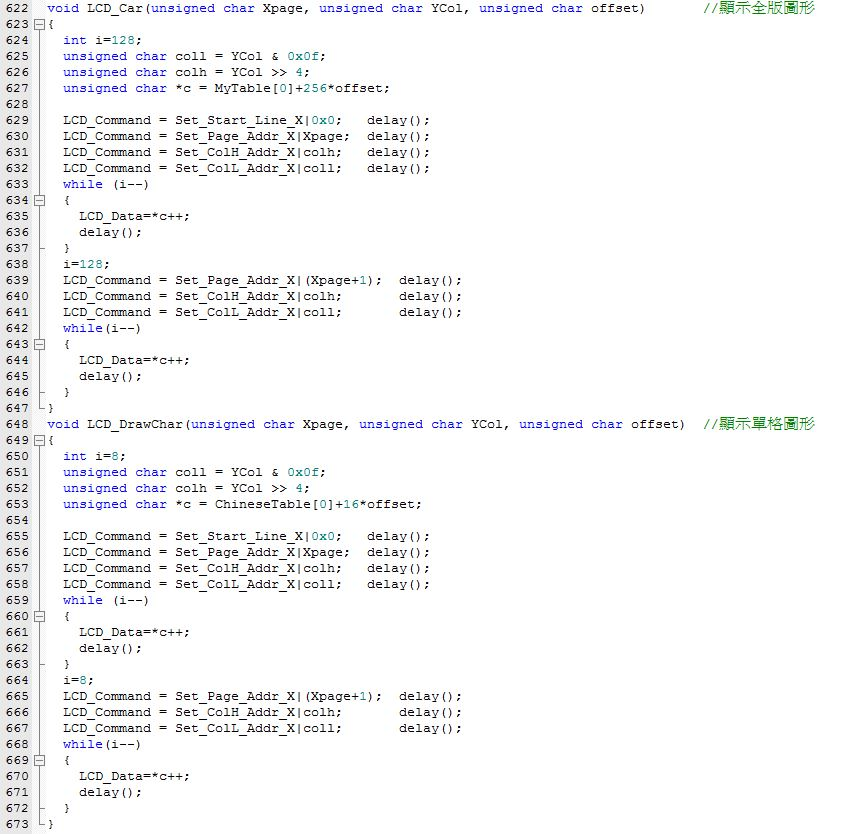 622 void LCD_Car(unsigned char Xpage, unsigned char YCol, unsigned char offset) //顯示全版圖形
623 {
624 int i=128;
625 unsigned char coll = YCol & 0x0f;
626 unsigned char colh = YCol >> 4;
627 unsigned char *c = MyTable[0]+256*offset;
628
629 LCD_Command = Set_Start_Line_X|0x0; delay();
630 LCD_Command = Set_Page_Addr_X|Xpage; delay();
631 LCD_Command = Set_ColH_Addr_X|colh; delay();
632 LCD_Command = Set_ColL_Addr_X|coll; delay();
633 while (i--)
634 {
635 LCD_Data=*c++;
636 delay();
637 }
638 i=128;
639 LCD_Command = Set_Page_Addr_X|(Xpage+1); delay();
640 LCD_Command = Set_ColH_Addr_X|colh; delay();
641 LCD_Command = Set_ColL_Addr_X|coll; delay();
642 while(i--)
643 {
644 LCD_Data=*c++;
645 delay();
646 }
647 }
648 void LCD_DrawChar(unsigned char Xpage, unsigned char YCol, unsigned char offset) //顯示單格圖形
649 {
650 int i=8;
651 unsigned char coll = YCol & 0x0f;
652 unsigned char colh = YCol >> 4;
653 unsigned char *c = ChineseTable[0]+16*offset;
654
655 LCD_Command = Set_Start_Line_X|0x0; delay();
656 LCD_Command = Set_Page_Addr_X|Xpage; delay();
657 LCD_Command = Set_ColH_Addr_X|colh; delay();
658 LCD_Command = Set_ColL_Addr_X|coll; delay();
659 while (i--)
660 {
661 LCD_Data=*c++;
662 delay();
663 }
664 i=8;
665 LCD_Command = Set_Page_Addr_X|(Xpage+1); delay();
666 LCD_Command = Set_ColH_Addr_X|colh; delay();
667 LCD_Command = Set_ColL_Addr_X|coll; delay();
668 while(i--)
669 {
670 LCD_Data=*c++;
671 delay();
672 }
673 }